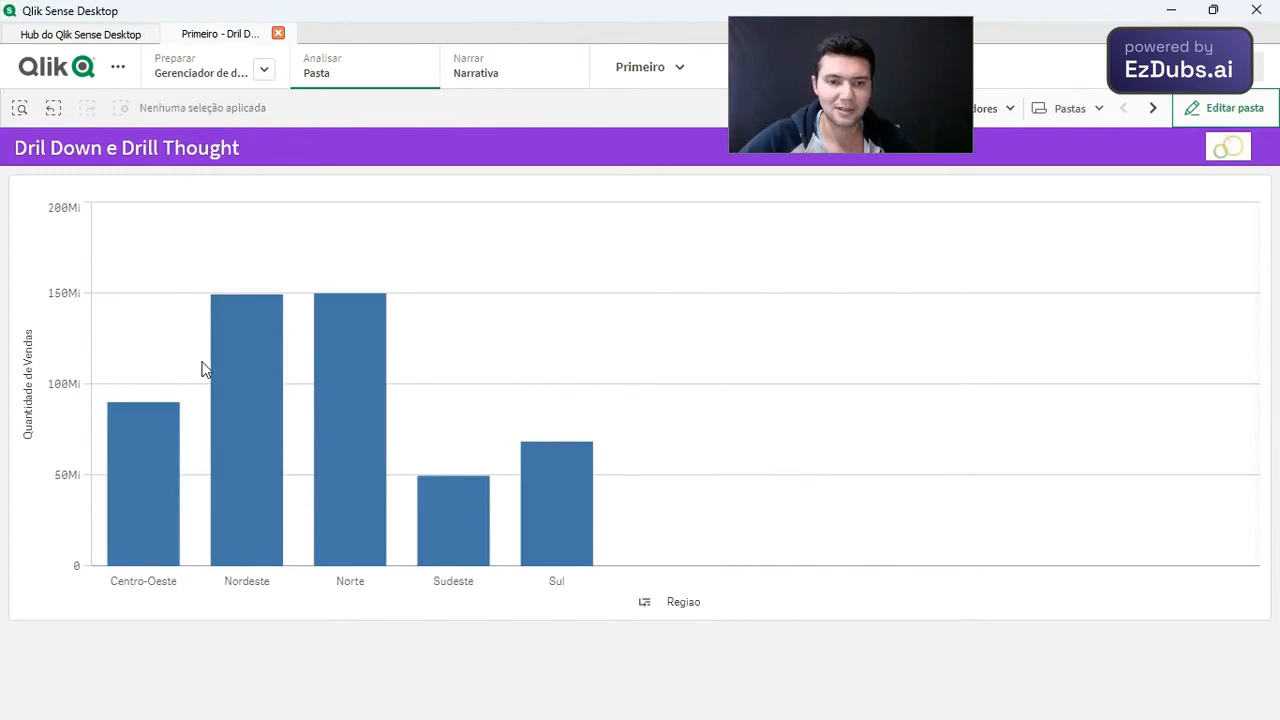 Qlik Sense Desktop
Hub do Qlik Sense Desktop
Primeiro - Dril D...
Qlik
Preparar
Gerenciador de d...
Analisar
Pasta
Narrar
Narrativa
Primeiro
powered by
EzDubs.ai
Nenhuma seleção aplicada
dores
Pastas
Editar pasta
Dril Down e Drill Thought
200Mi
150Mi
100Mi
50Mi
0
Quantidade de Vendas
Centro-Oeste
Nordeste
Norte
Sudeste
Sul
Regiao